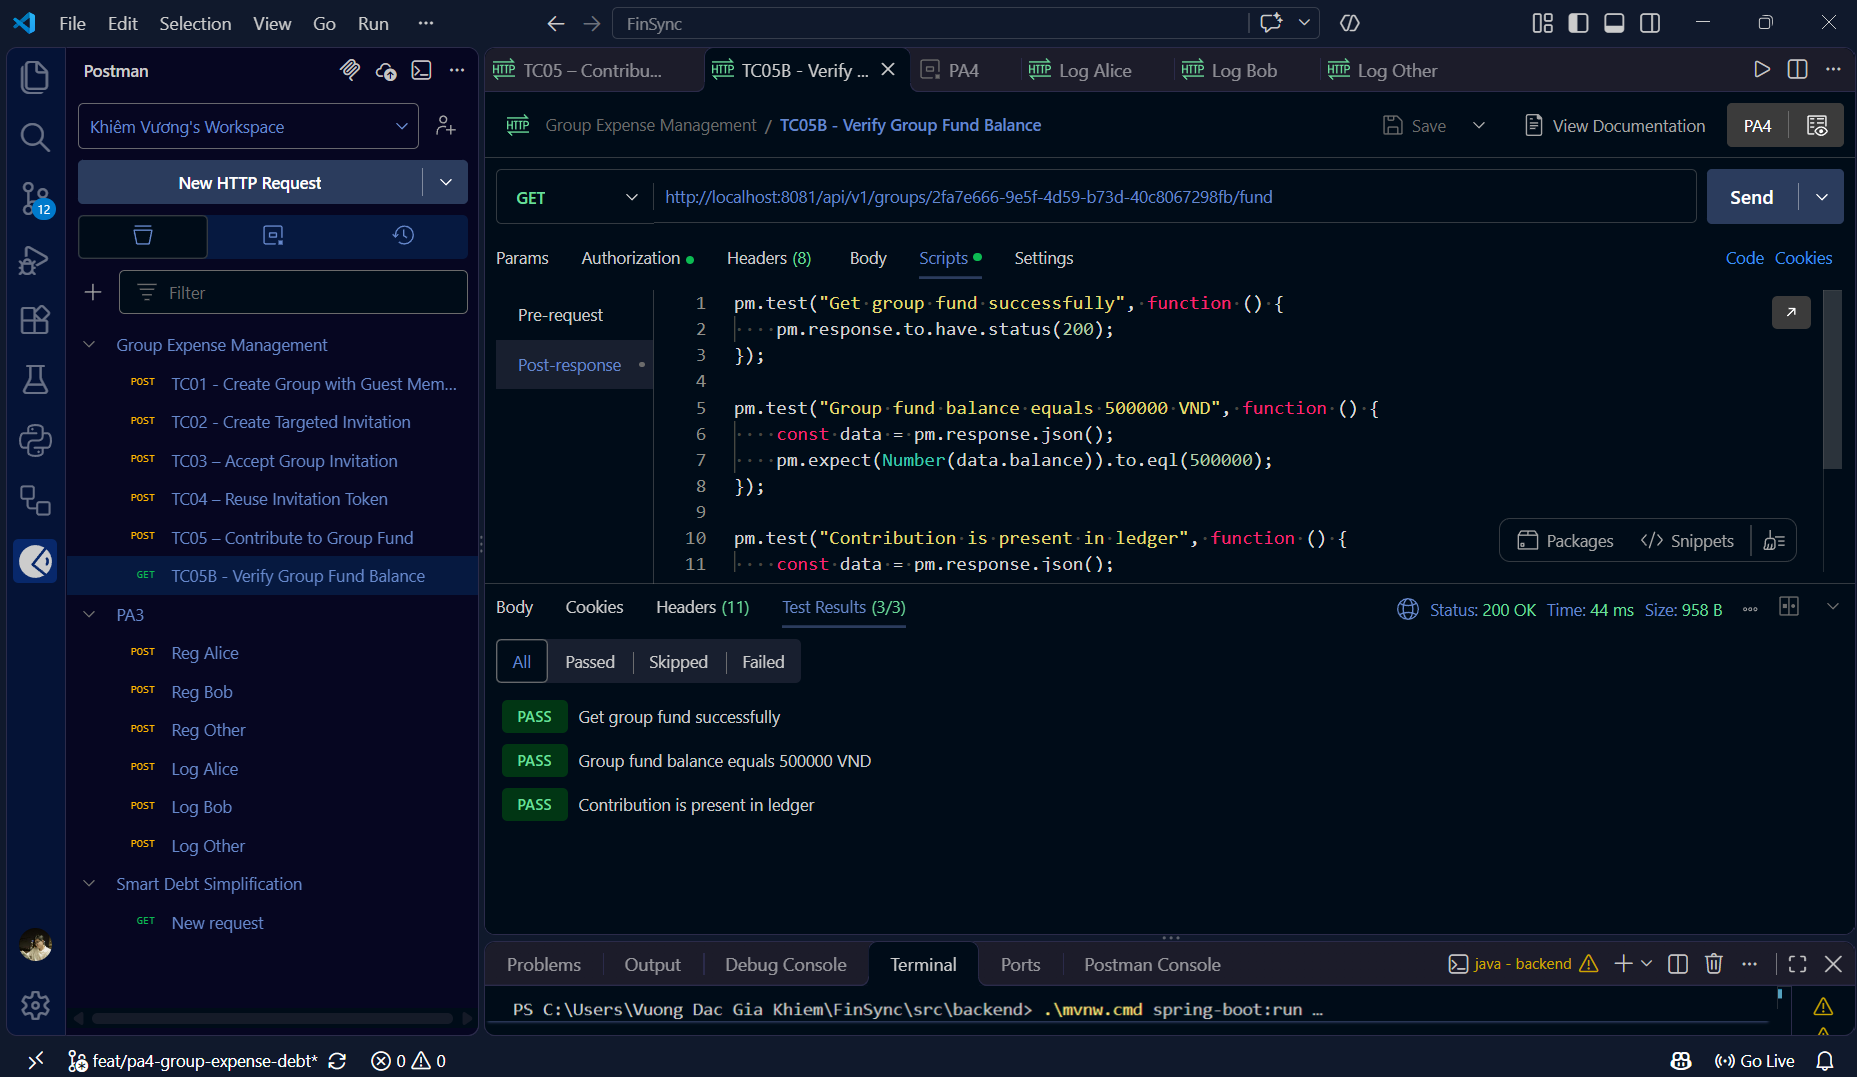 File Edit Selection View Go Run ···
FinSync
Postman
Khiêm Vương's Workspace
New HTTP Request
Filter
Group Expense Management
POST TC01 - Create Group with Guest Mem...
POST TC02 - Create Targeted Invitation
POST TC03 – Accept Group Invitation
POST TC04 – Reuse Invitation Token
POST TC05 – Contribute to Group Fund
GET TC05B - Verify Group Fund Balance
PA3
POST Reg Alice
POST Reg Bob
POST Reg Other
POST Log Alice
POST Log Bob
POST Log Other
Smart Debt Simplification
GET New request
12
HTTP TC05 – Contribu... HTTP TC05B - Verify ... PA4 HTTP Log Alice HTTP Log Bob HTTP Log Other
HTTP Group Expense Management / TC05B - Verify Group Fund Balance Save View Documentation PA4
GET http://localhost:8081/api/v1/groups/2fa7e666-9e5f-4d59-b73d-40c8067298fb/fund Send
Params Authorization Headers (8) Body Scripts Settings Code Cookies
Pre-request
Post-response
1 pm.test("Get group fund successfully", function () {
2     pm.response.to.have.status(200);
3 });
4
5 pm.test("Group fund balance equals 500000 VND", function () {
6     const data = pm.response.json();
7     pm.expect(Number(data.balance)).to.eql(500000);
8 });
9
10 pm.test("Contribution is present in ledger", function () {
11     const data = pm.response.json();
Packages </> Snippets
Body Cookies Headers (11) Test Results (3/3) Status: 200 OK Time: 44 ms Size: 958 B
All Passed Skipped Failed
PASS Get group fund successfully
PASS Group fund balance equals 500000 VND
PASS Contribution is present in ledger
Problems Output Debug Console Terminal Ports Postman Console java - backend
PS C:\Users\Vuong Dac Gia Khiem\FinSync\src\backend> .\mvnw.cmd spring-boot:run …
feat/pa4-group-expense-debt* 0 0 Go Live